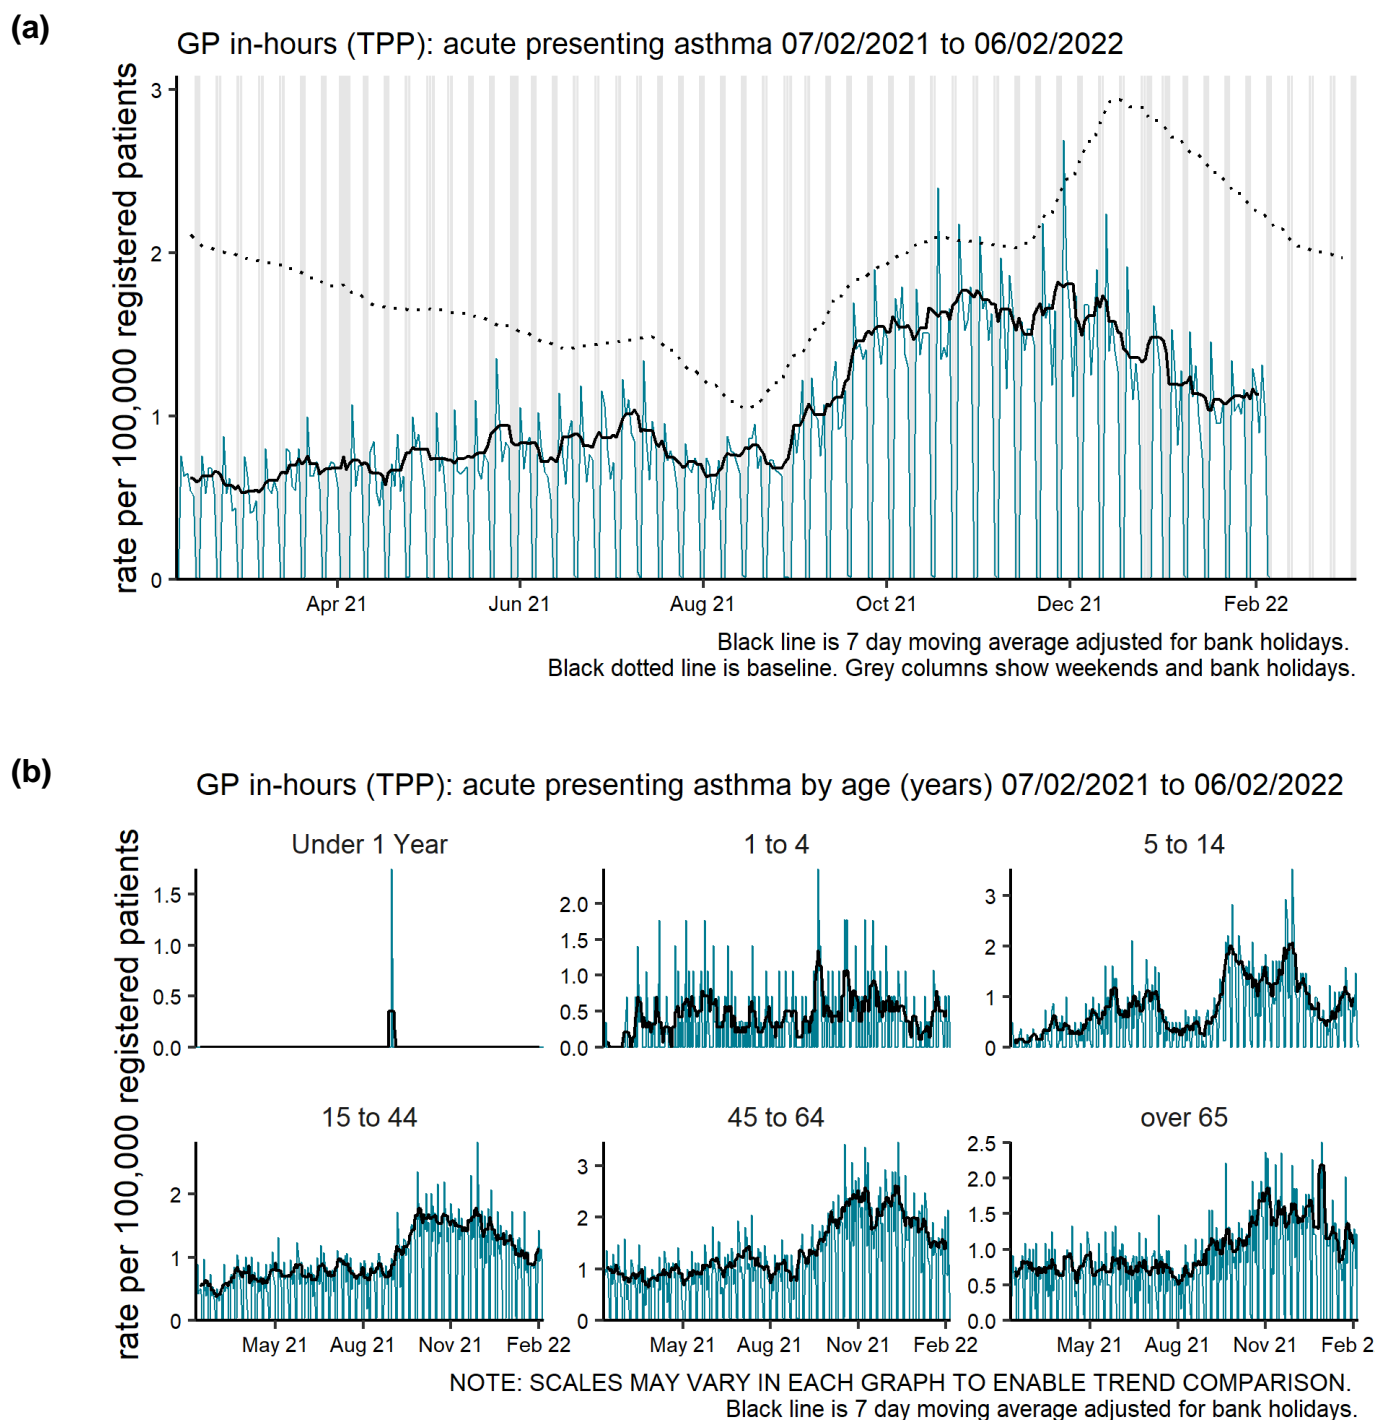 (a)
GP in-hours (TPP): acute presenting asthma 07/02/2021 to 06/02/2022
rate per 100,000 registered patients
3
2
1
0
Apr 21 Jun 21 Aug 21 Oct 21 Dec 21 Feb 22
Black line is 7 day moving average adjusted for bank holidays.
Black dotted line is baseline. Grey columns show weekends and bank holidays.
(b)
GP in-hours (TPP): acute presenting asthma by age (years) 07/02/2021 to 06/02/2022
rate per 100,000 registered patients
Under 1 Year
1.5
1.0
0.5
0.0
1 to 4
2.0
1.5
1.0
0.5
0.0
5 to 14
3
2
1
0
15 to 44
2
1
0
May 21 Aug 21 Nov 21 Feb 22
45 to 64
3
2
1
0
May 21 Aug 21 Nov 21 Feb 22
over 65
2.5
2.0
1.5
1.0
0.5
0.0
May 21 Aug 21 Nov 21 Feb 2
NOTE: SCALES MAY VARY IN EACH GRAPH TO ENABLE TREND COMPARISON.
Black line is 7 day moving average adjusted for bank holidays.